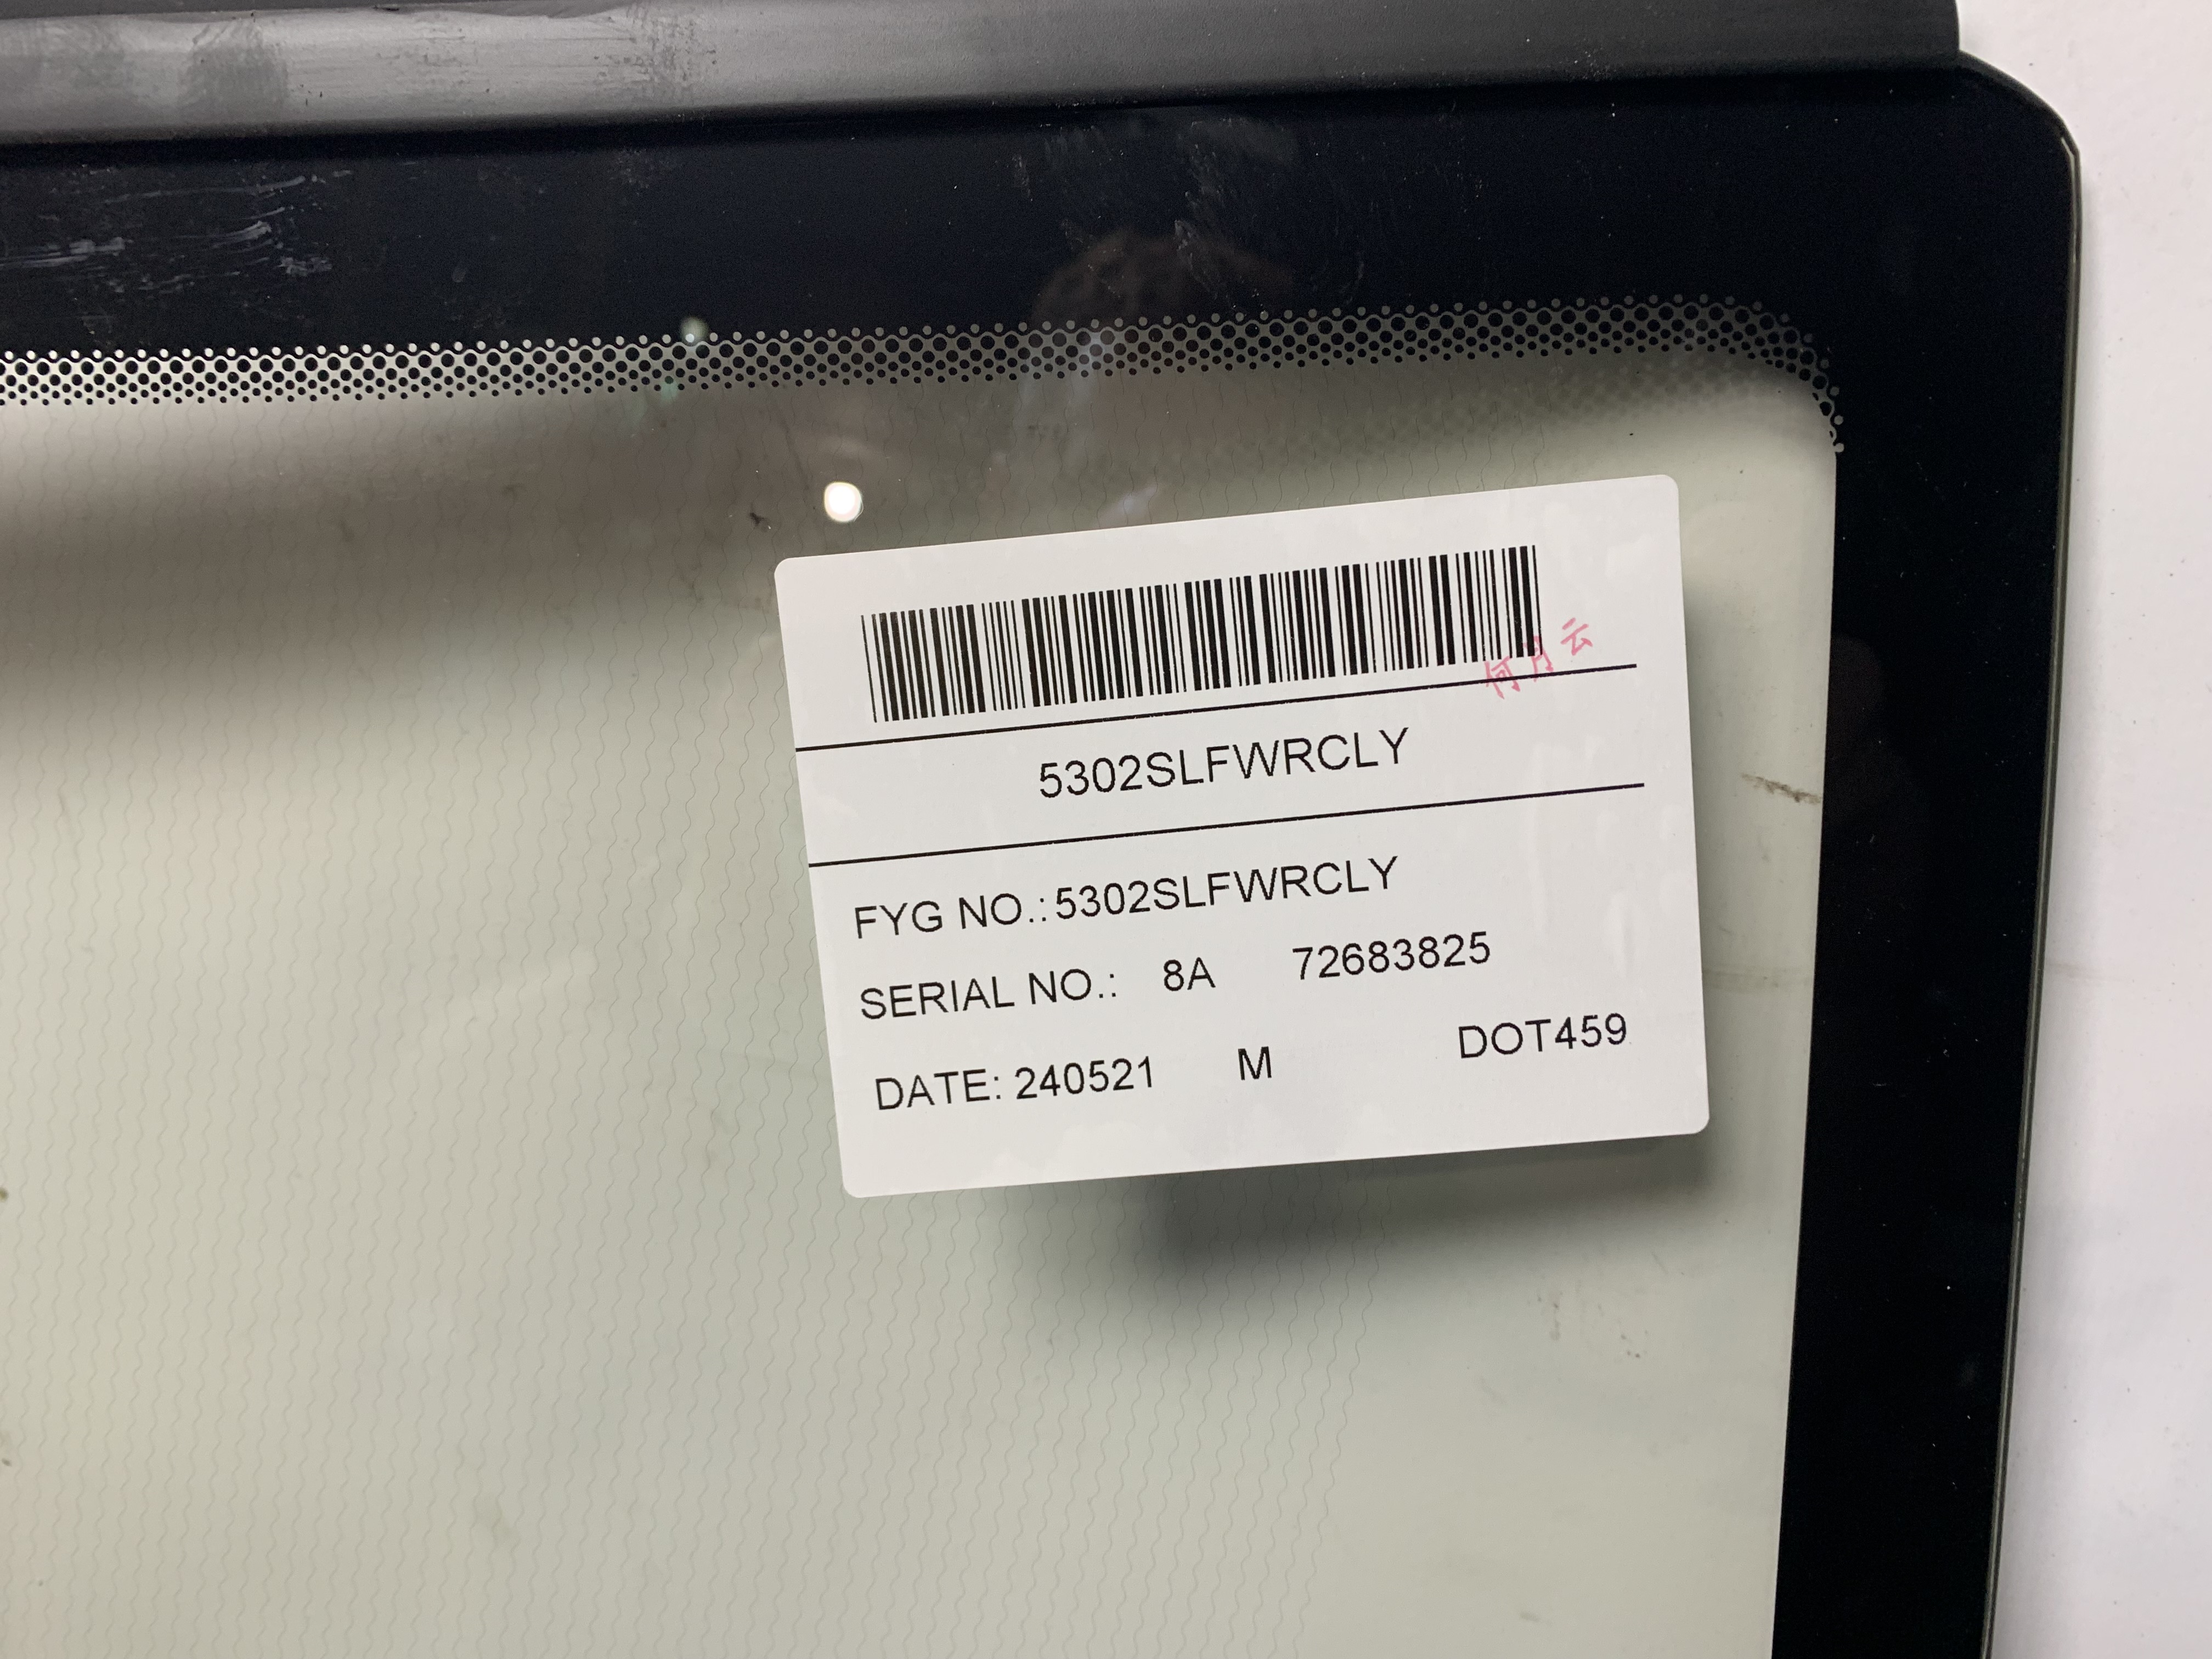 5302SLFWRCLY
FYG NO.:5302SLFWRCLY
SERIAL NO.: 8A 72683825
DATE: 240521 M DOT459